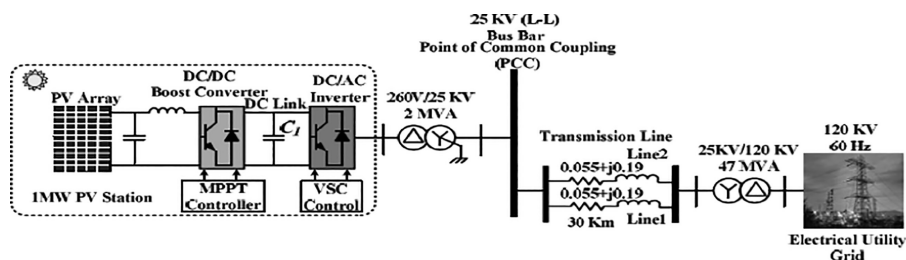 25 KV (L-L)
Bus Bar
Point of Common Coupling
(PCC)
DC/DC
Boost Converter
DC/AC
Inverter
PV Array
DC Link
C1
260V/25 KV
2 MVA
MPPT
Controller
VSC
Control
1MW PV Station
Transmission Line
Line2
0.055+j0.19
0.055+j0.19
30 Km
Line1
25KV/120 KV
47 MVA
120 KV
60 Hz
Electrical Utility
Grid